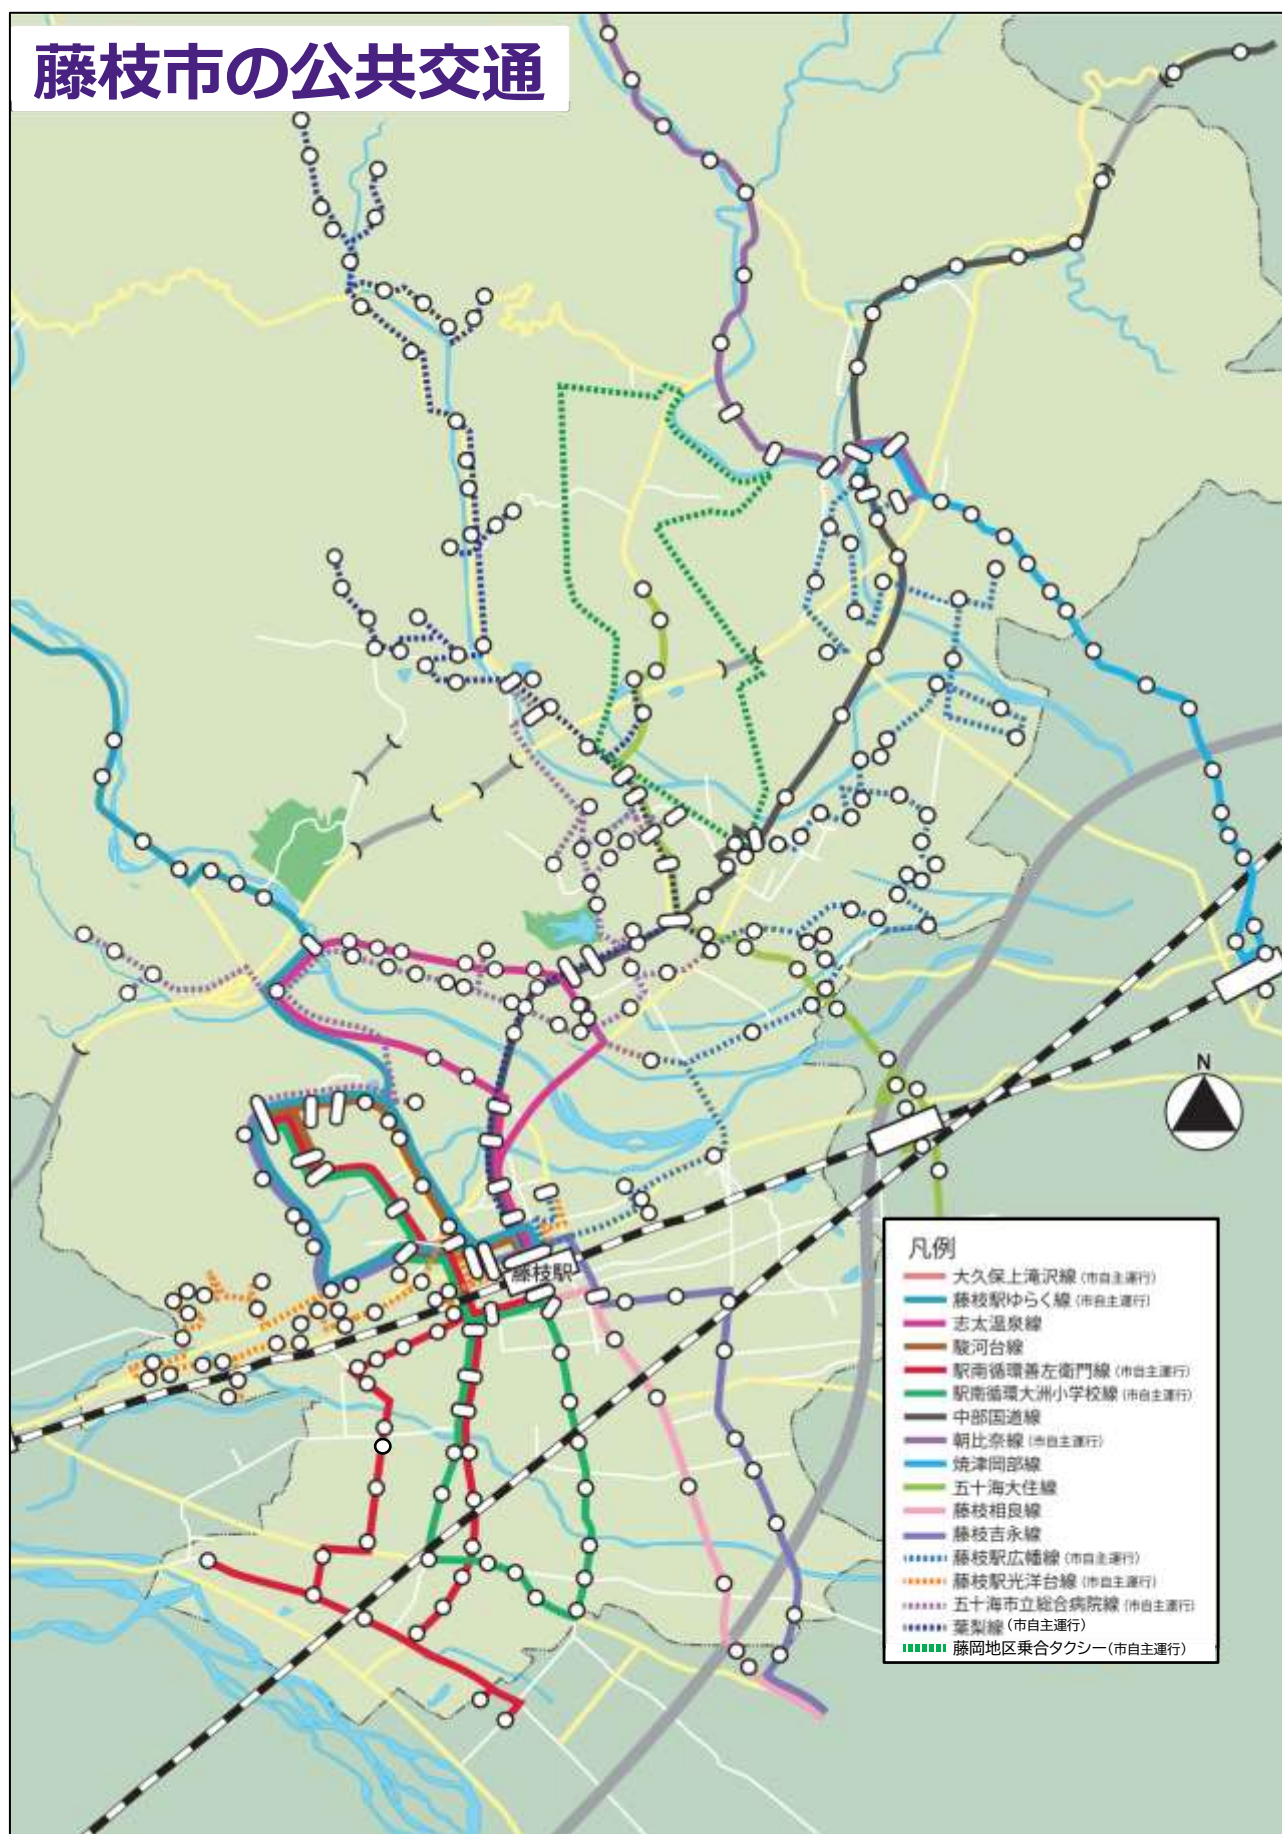 藤枝市の公共交通
N
藤枝駅
凡例
大久保上滝沢線(市自主運行)
藤枝駅ゆらく線(市自主運行)
志太温泉線
駿河台線
駅南循環善左衛門線(市自主運行)
駅南循環大洲小学校線(市自主運行)
中部国道線
朝比奈線(市自主運行)
焼津岡部線
五十海大住線
藤枝相良線
藤枝吉永線
藤枝駅広幡線(市自主運行)
藤枝駅光洋台線(市自主運行)
五十海市立総合病院線(市自主運行)
葉梨線(市自主運行)
藤岡地区乗合タクシー(市自主運行)